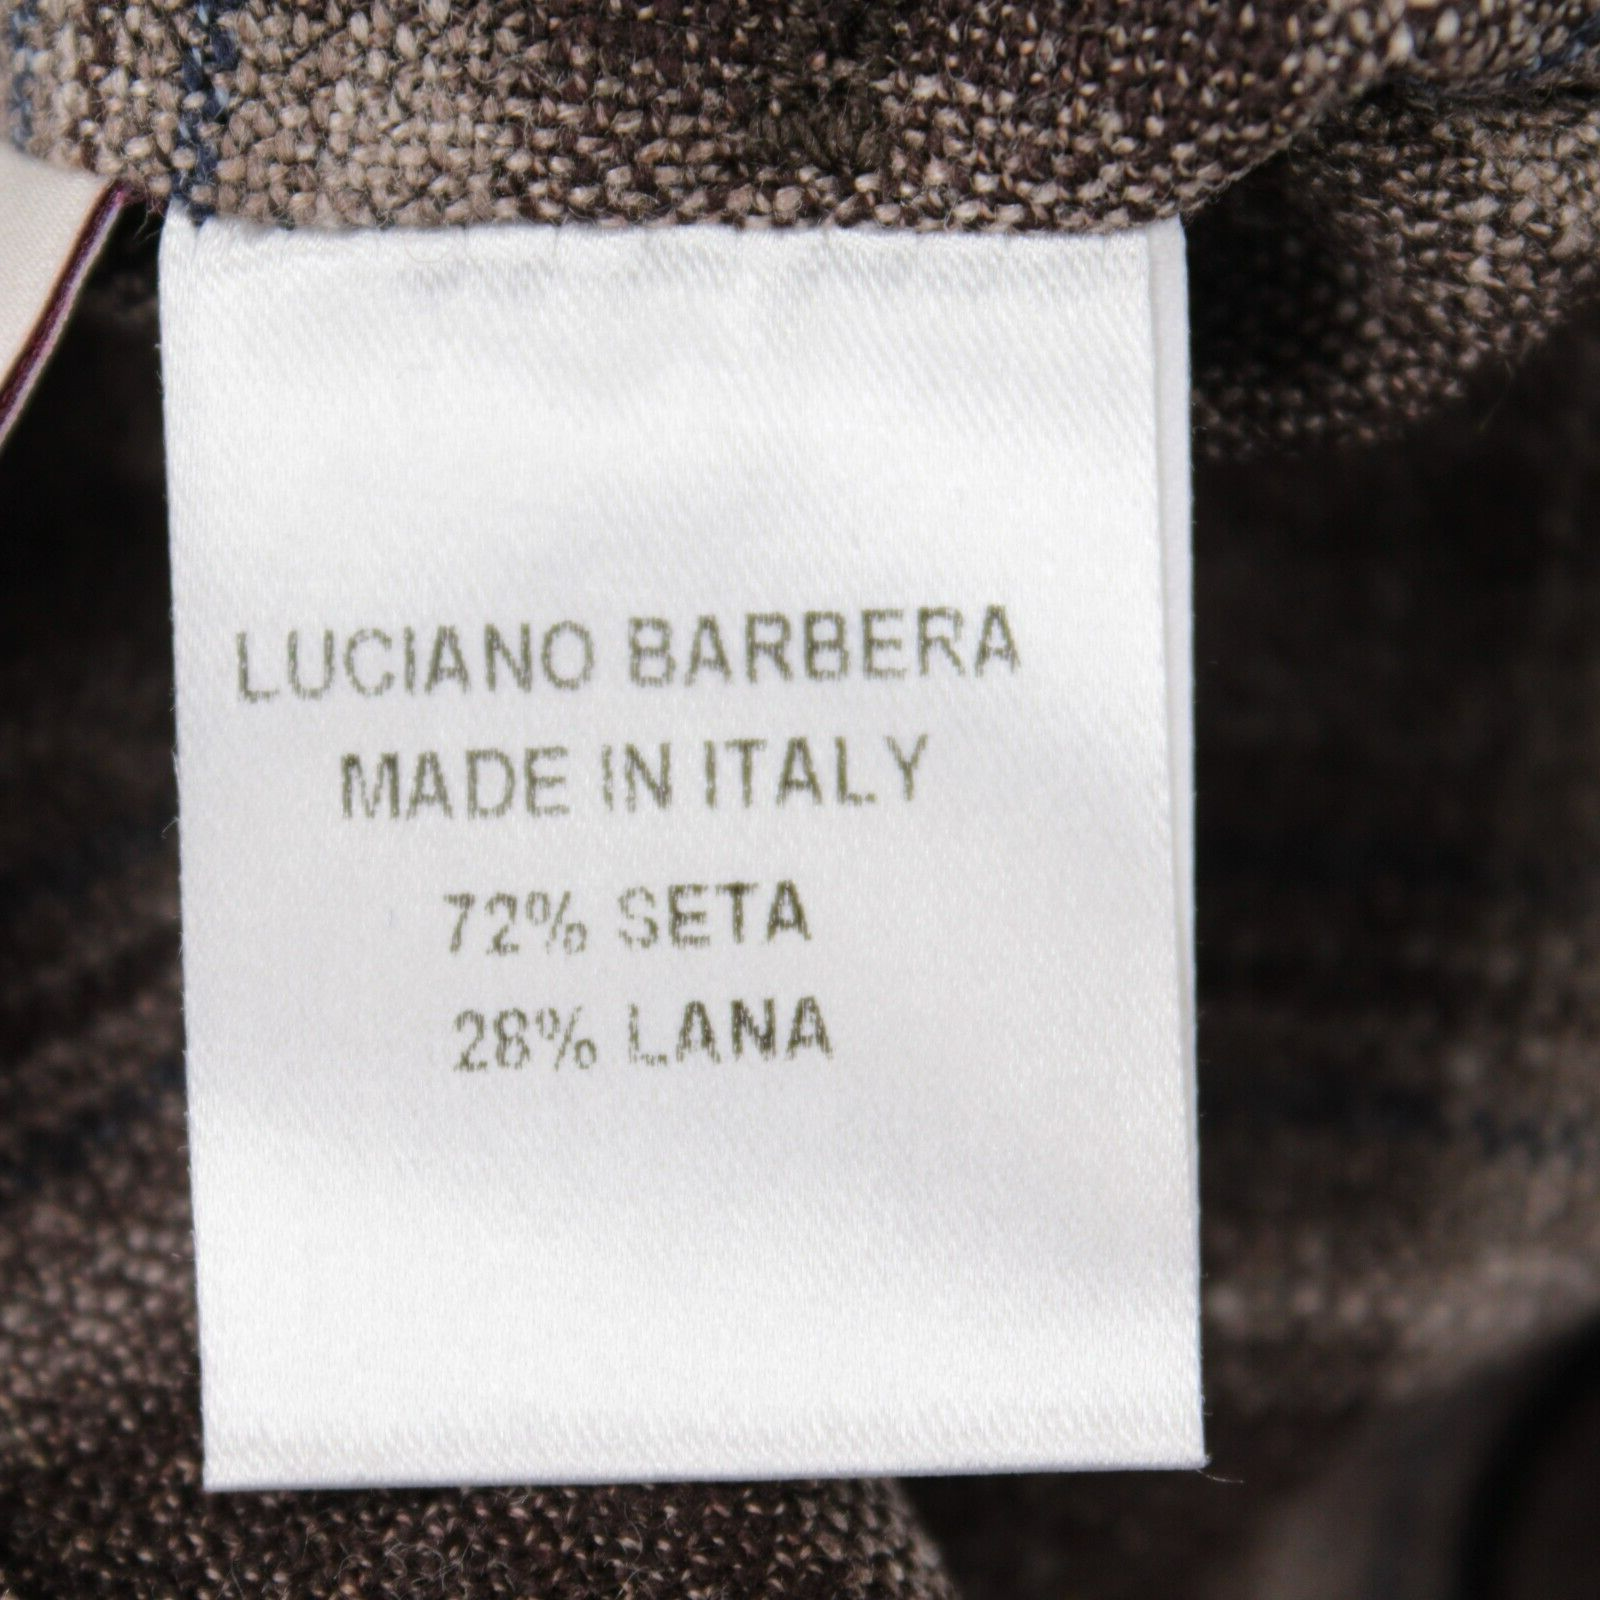 LUCIANO BARBERA
MADE IN ITALY
72% SETA
28% LANA